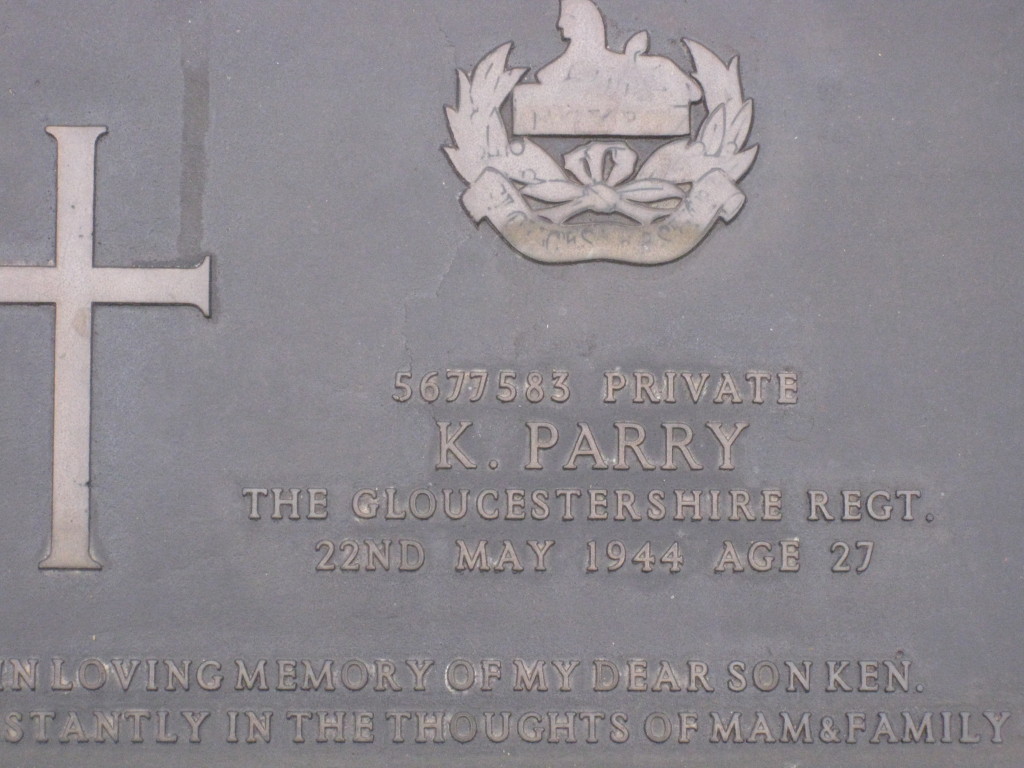 5677583 PRIVATE
K. PARRY
THE GLOUCESTERSHIRE REGT.
22ND MAY 1944 AGE 27
IN LOVING MEMORY OF MY DEAR SON KEN.
STANTLY IN THE THOUGHTS OF MAM & FAMILY